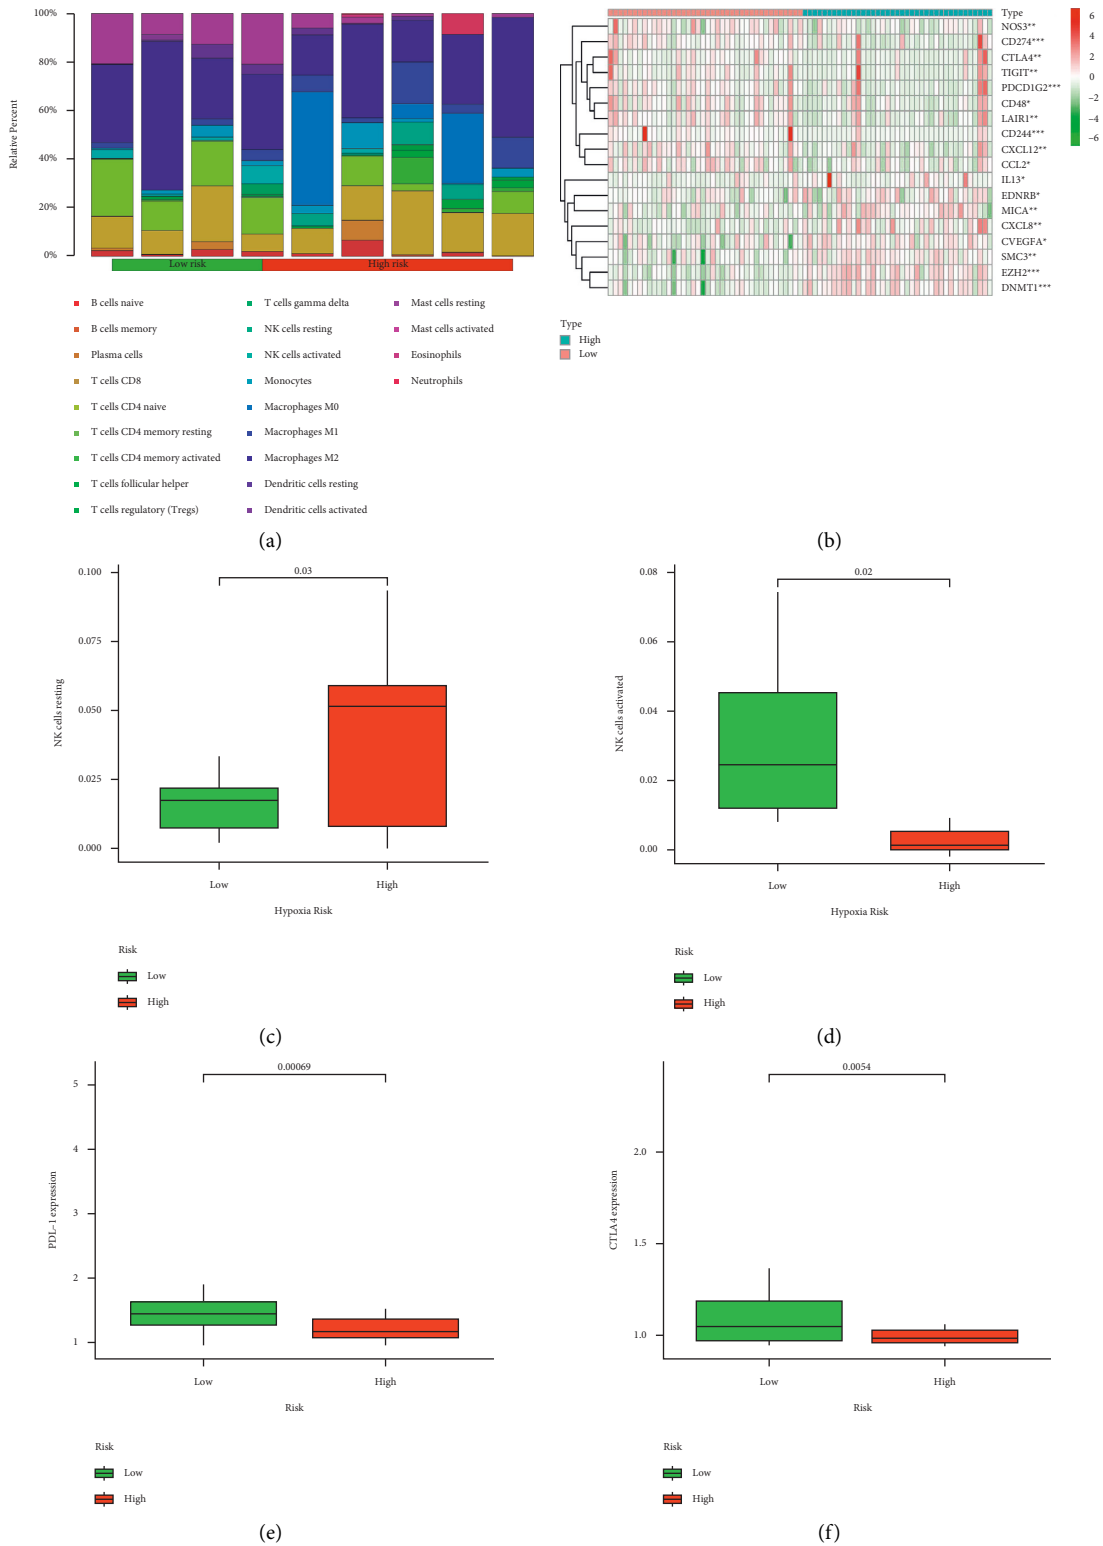 100%
80%
60%
40%
20%
0%
Relative Percent
Low risk
High risk
B cells naive
B cells memory
Plasma cells
T cells CD8
T cells CD4 naive
T cells CD4 memory resting
T cells CD4 memory activated
T cells follicular helper
T cells regulatory (Tregs)
T cells gamma delta
NK cells resting
NK cells activated
Monocytes
Macrophages M0
Macrophages M1
Macrophages M2
Dendritic cells resting
Dendritic cells activated
Mast cells resting
Mast cells activated
Eosinophils
Neutrophils
(a)
Type
NOS3**
CD274***
CTLA4**
TIGIT**
PDCD1G2***
CD48*
LAIR1**
CD244***
CXCL12**
CCL2*
IL13*
EDNRB*
MICA**
CXCL8**
CVEGFA*
SMC3**
EZH2***
DNMT1***
6
4
2
0
−2
−4
−6
Type
High
Low
(b)
0.100
0.075
0.050
0.025
0.000
NK cells resting
0.03
Low
High
Hypoxia Risk
Risk
Low
High
(c)
0.08
0.06
0.04
0.02
0.00
NK cells activated
0.02
Low
High
Hypoxia Risk
Risk
Low
High
(d)
5
4
3
2
1
PDL-1 expression
0.00069
Low
High
Risk
Risk
Low
High
(e)
2.0
1.5
1.0
CTLA4 expression
0.0054
Low
High
Risk
Risk
Low
High
(f)